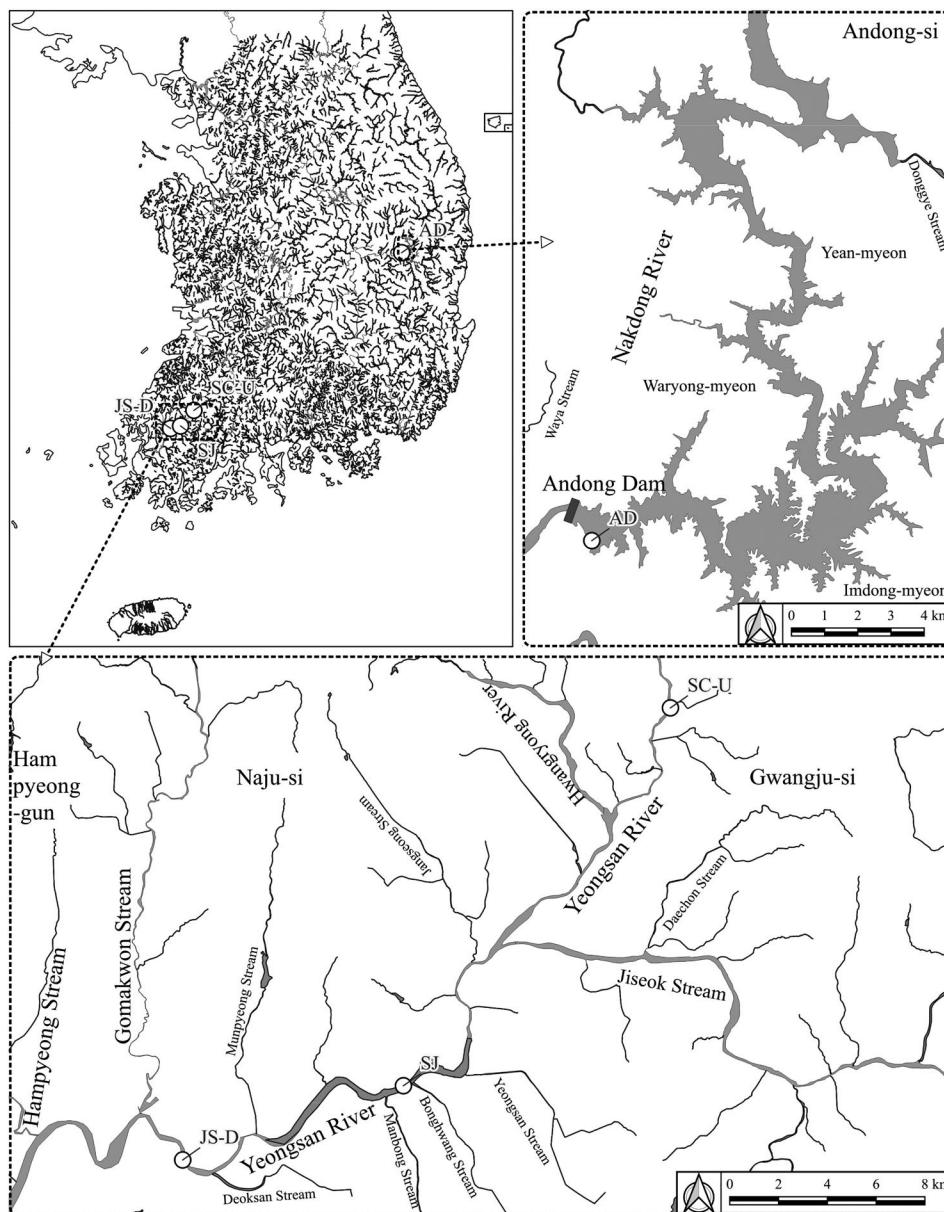 AD
SC-U
JS-D
SJ
Andong-si
Donggye Stream
Yean-myeon
Nakdong River
Waryong-myeon
Waya Stream
Andong Dam
AD
Imdong-myeon
0 1 2 3 4 km
SC-U
Hwangryong River
Ham
pyeong
-gun
Naju-si
Gwangju-si
Jangseong Stream
Yeongsan River
Daechon Stream
Gomakwon Stream
Hampyeong Stream
Munpyeong Stream
Jiseok Stream
SJ
Yeongsan River
JS-D
Manbong Stream
Bonghwang Stream
Yeongsan Stream
Deoksan Stream
0 2 4 6 8 km